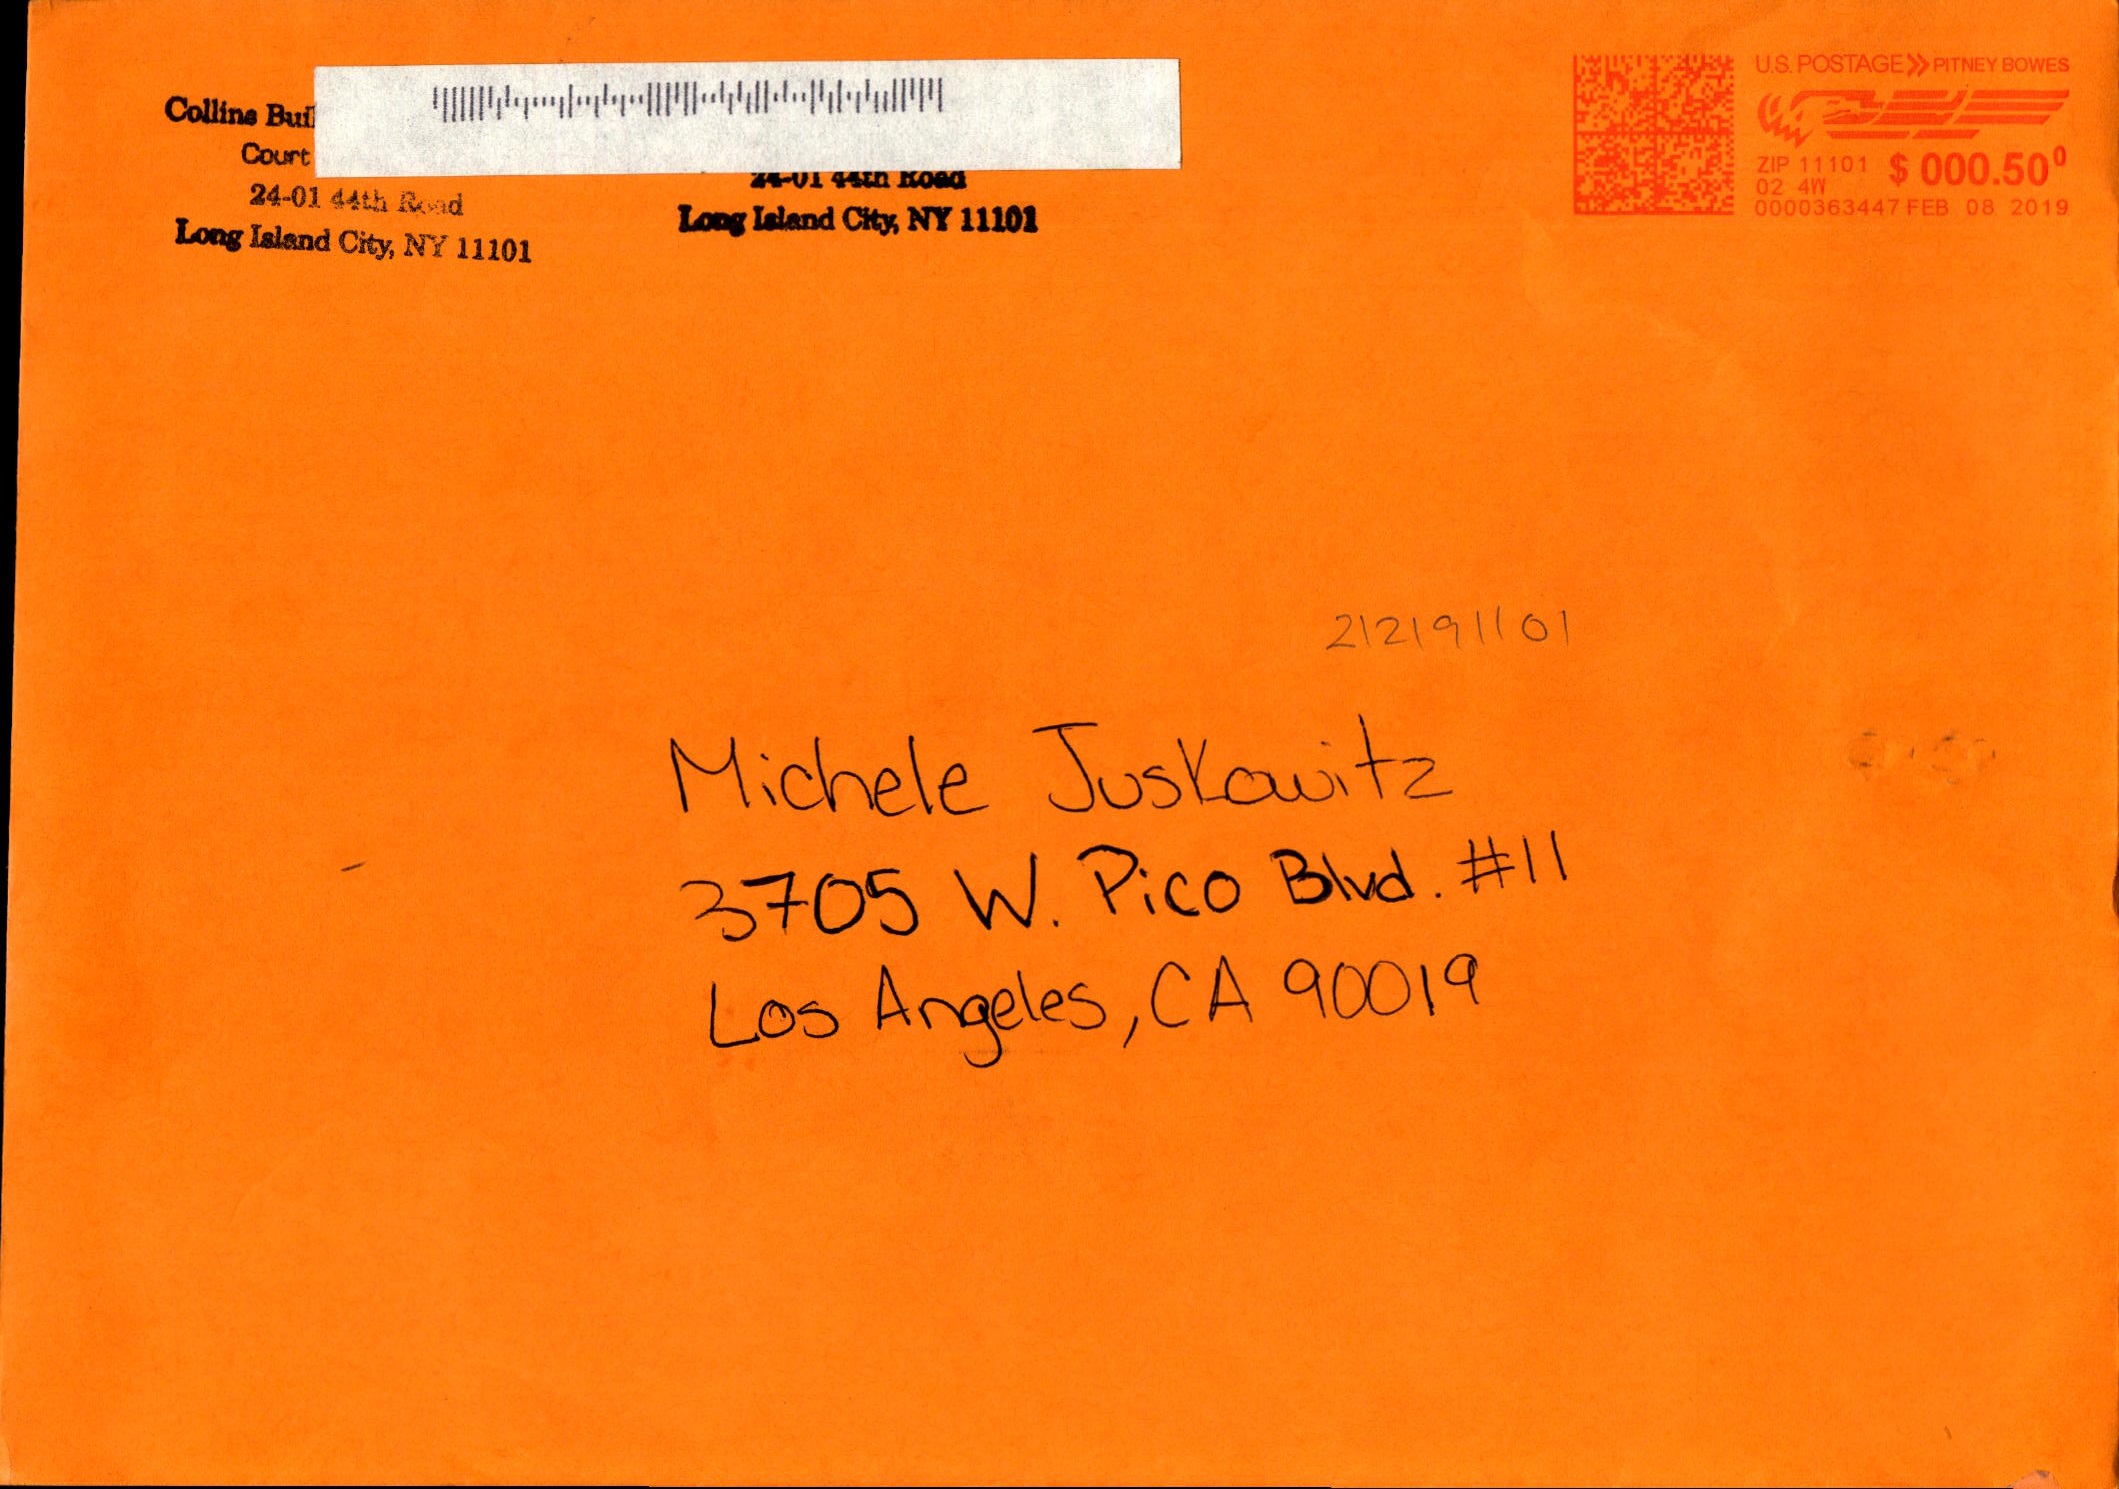 Collins
Court
24-01 44th Road
Long Island City, NY 11101
24-01 44th Road
Long Island City, NY 11101
U.S. POSTAGE >> PITNEY BOWES
ZIP 11101 $ 000.50⁰
02 4W
0000363447 FEB 08 2019
212191101
Michele Juskowitz
3705 W. Pico Blvd. #11
Los Angeles, CA 90019